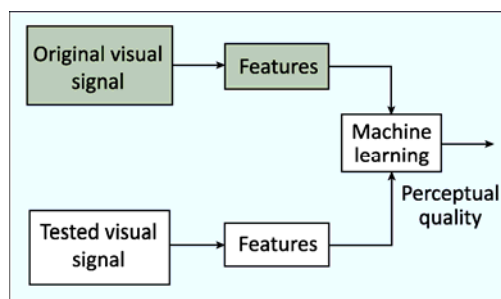 Original visual
signal
Features
Machine
learning
Perceptual
quality
Tested visual
signal
Features